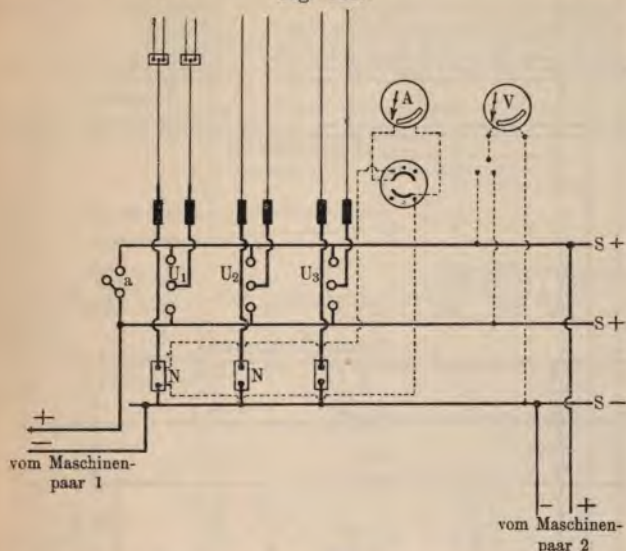 A
V
S +
a
U1
U2
U3
S +
N
N
S –
+
–
vom Maschinen-
paar 1
– +
vom Maschinen-
paar 2